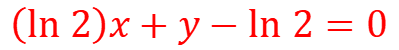 (ln 2)x + y − ln 2 = 0